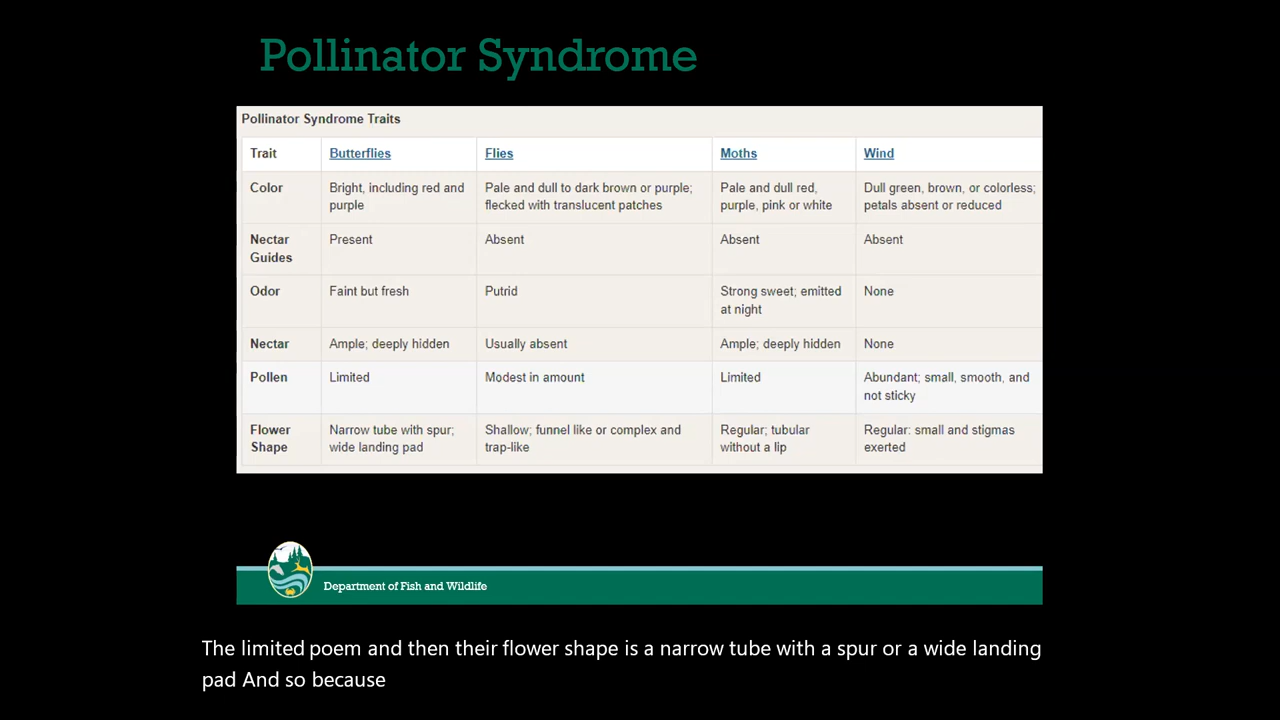 Pollinator Syndrome
Pollinator Syndrome Traits
Trait Butterflies Flies Moths Wind
Color Bright, including red and purple Pale and dull to dark brown or purple; flecked with translucent patches Pale and dull red, purple, pink or white Dull green, brown, or colorless; petals absent or reduced
Nectar Guides Present Absent Absent Absent
Odor Faint but fresh Putrid Strong sweet; emitted at night None
Nectar Ample; deeply hidden Usually absent Ample; deeply hidden None
Pollen Limited Modest in amount Limited Abundant; small, smooth, and not sticky
Flower Shape Narrow tube with spur; wide landing pad Shallow; funnel like or complex and trap-like Regular; tubular without a lip Regular: small and stigmas exerted
Department of Fish and Wildlife
The limited poem and then their flower shape is a narrow tube with a spur or a wide landing
pad And so because